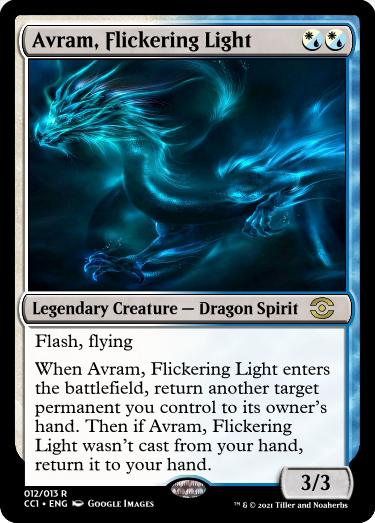 Avram, Flickering Light
Legendary Creature — Dragon Spirit
Flash, flying
When Avram, Flickering Light enters
the battlefield, return another target
permanent you control to its owner's
hand. Then if Avram, Flickering
Light wasn't cast from your hand,
return it to your hand.
3/3
012/013 R
CCI • ENG Google Images
™ & © 2021 Tiller and Noaherbs